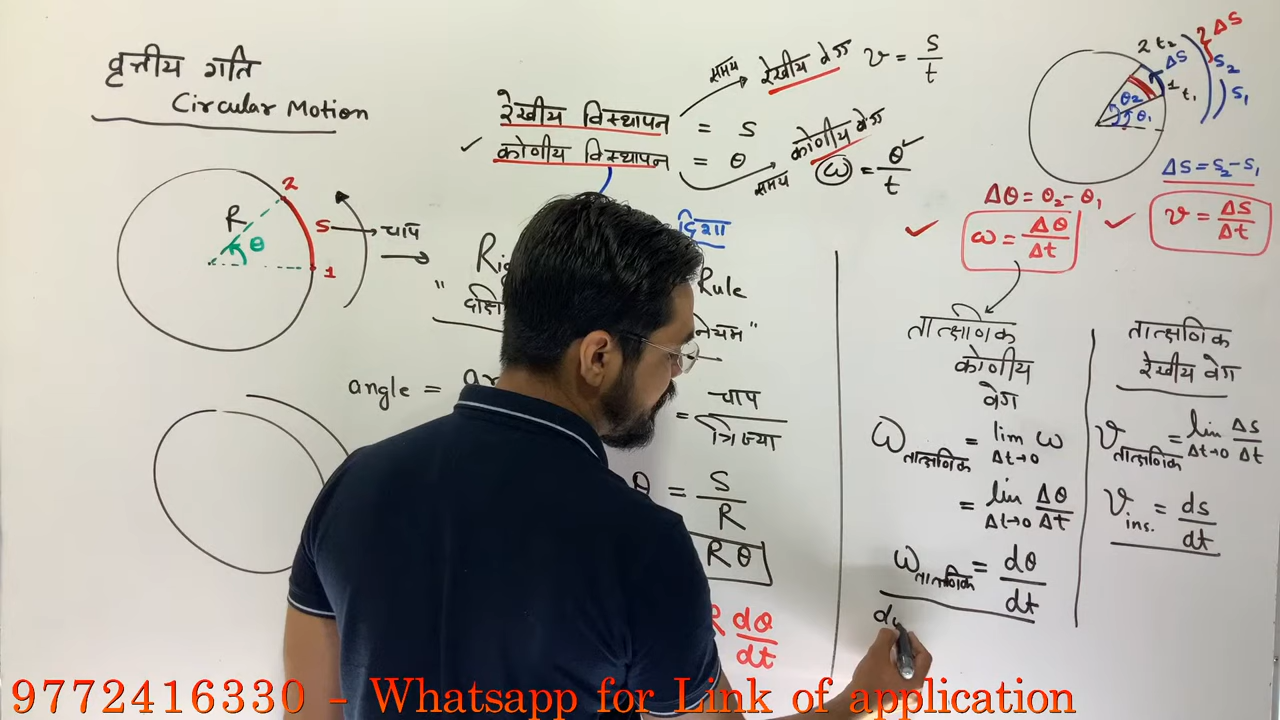 वृत्तीय गति
Circular Motion
R
θ
S
2
1
चाप
रेखीय विस्थापन = S
कोणीय विस्थापन = θ
समय
रेखीय वेग v = s/t
समय
कोणीय वेग
ω = θ/t
दिशा
Rule
"
angle =
= चाप/त्रिज्या
θ = S/R
Rθ
R dθ/dt
2 t₂
1 t₁
ΔS
2 ΔS
S₂
S₁
θ₂
θ₁
ΔS = S₂ - S₁
Δθ = θ₂ - θ₁
ω = Δθ/Δt
v = ΔS/Δt
तात्क्षाणिक
कोणीय
वेग
ω तात्क्षणिक = lim Δt→0 ω
= lim Δt→0 Δθ/Δt
ω तात्क्षणिक = dθ/dt
तात्क्षणिक
रेखीय वेग
v तात्क्षणिक = lim Δt→0 Δs/Δt
v ins. = ds/dt
9772416330 - Whatsapp for Link of application